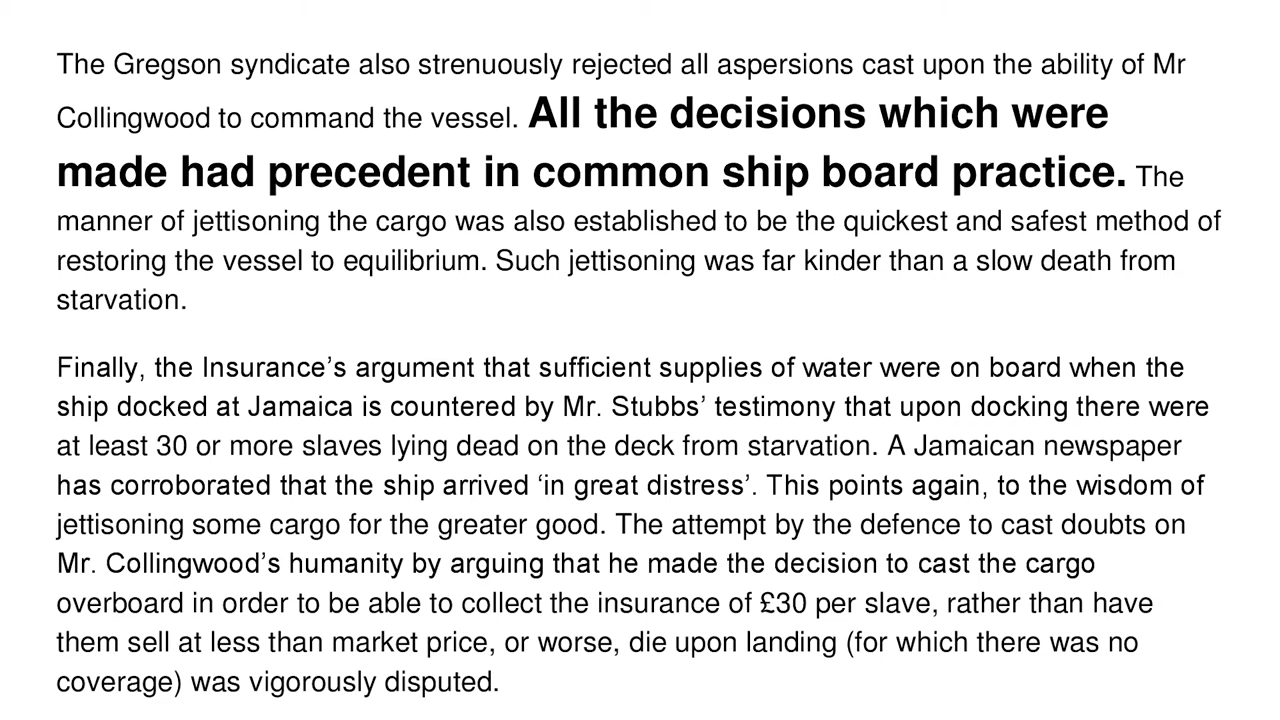 The Gregson syndicate also strenuously rejected all aspersions cast upon the ability of Mr
Collingwood to command the vessel. All the decisions which were
made had precedent in common ship board practice. The
manner of jettisoning the cargo was also established to be the quickest and safest method of
restoring the vessel to equilibrium. Such jettisoning was far kinder than a slow death from
starvation.
Finally, the Insurance’s argument that sufficient supplies of water were on board when the
ship docked at Jamaica is countered by Mr. Stubbs’ testimony that upon docking there were
at least 30 or more slaves lying dead on the deck from starvation. A Jamaican newspaper
has corroborated that the ship arrived ‘in great distress’. This points again, to the wisdom of
jettisoning some cargo for the greater good. The attempt by the defence to cast doubts on
Mr. Collingwood’s humanity by arguing that he made the decision to cast the cargo
overboard in order to be able to collect the insurance of £30 per slave, rather than have
them sell at less than market price, or worse, die upon landing (for which there was no
coverage) was vigorously disputed.